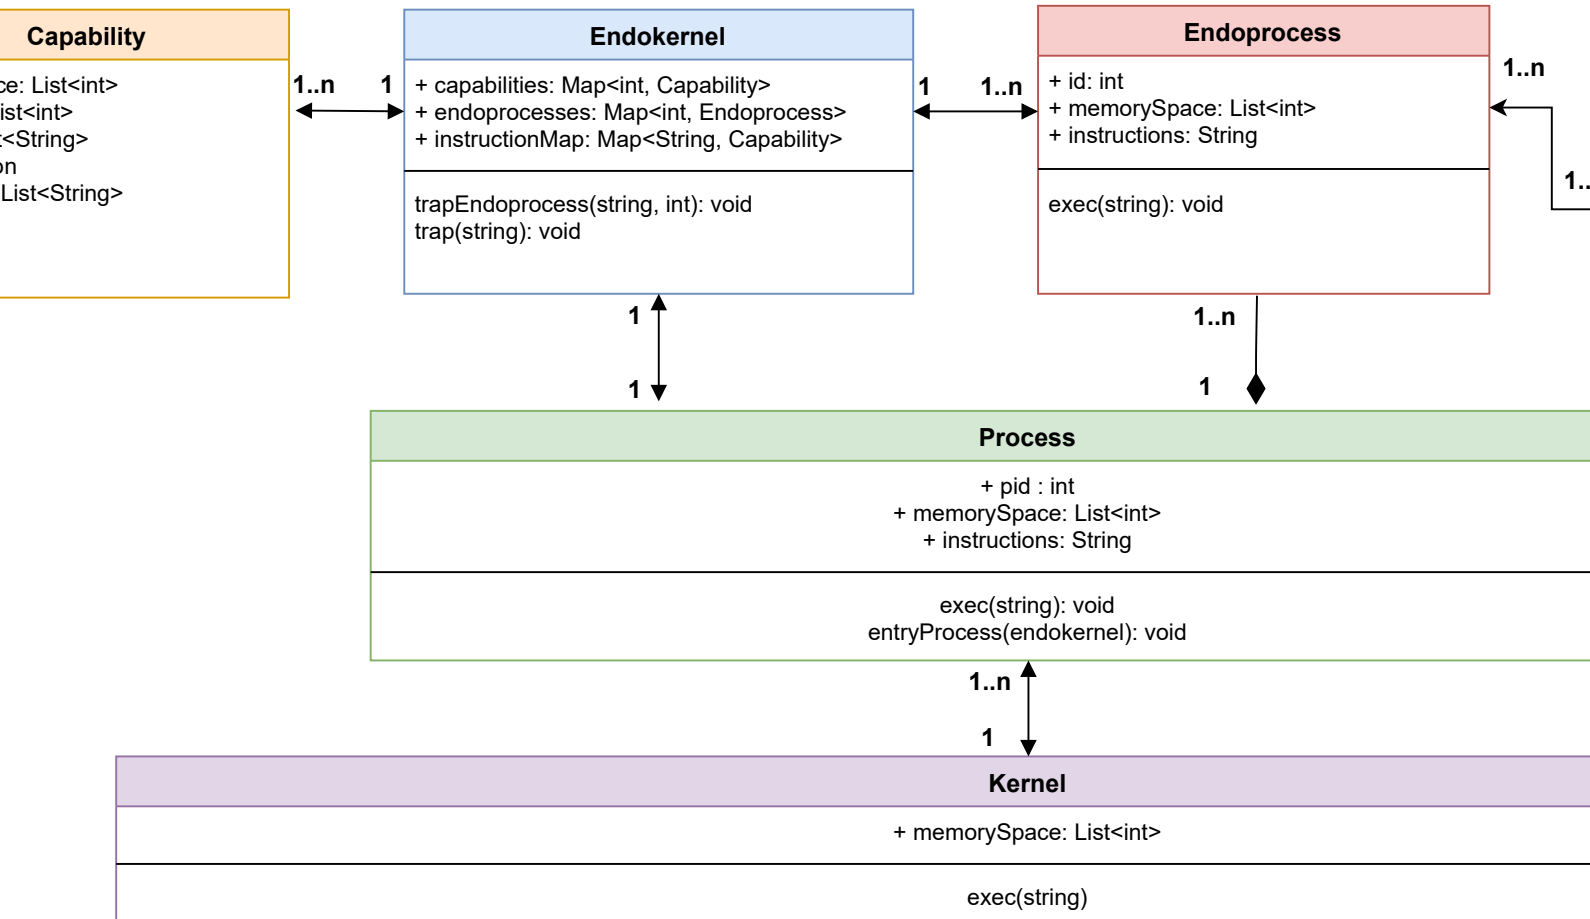 Capability
ce: List<int>
ist<int>
t<String>
on
List<String>
1..n
1
Endokernel
+ capabilities: Map<int, Capability>
+ endoprocesses: Map<int, Endoprocess>
+ instructionMap: Map<String, Capability>
trapEndoprocess(string, int): void
trap(string): void
1
1..n
Endoprocess
+ id: int
+ memorySpace: List<int>
+ instructions: String
exec(string): void
1..n
1..
1
1
1..n
1
Process
+ pid : int
+ memorySpace: List<int>
+ instructions: String
exec(string): void
entryProcess(endokernel): void
1..n
1
Kernel
+ memorySpace: List<int>
exec(string)